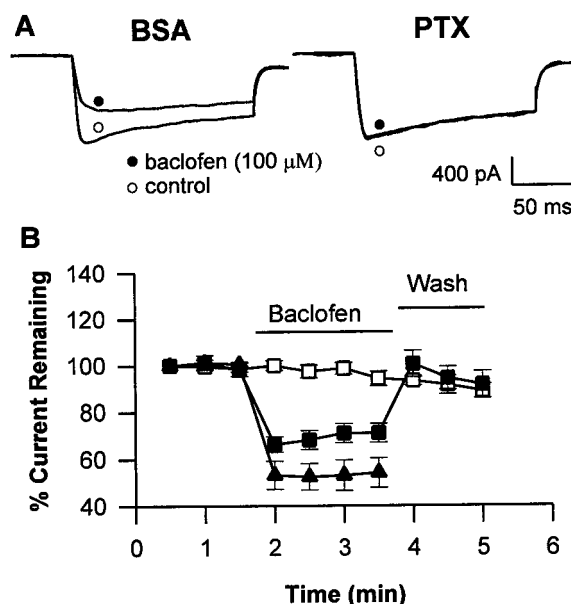 A
BSA
PTX
● baclofen (100 μM)
○ control
400 pA
50 ms
B
% Current Remaining
140
120
100
80
60
40
Baclofen
Wash
0 1 2 3 4 5 6
Time (min)